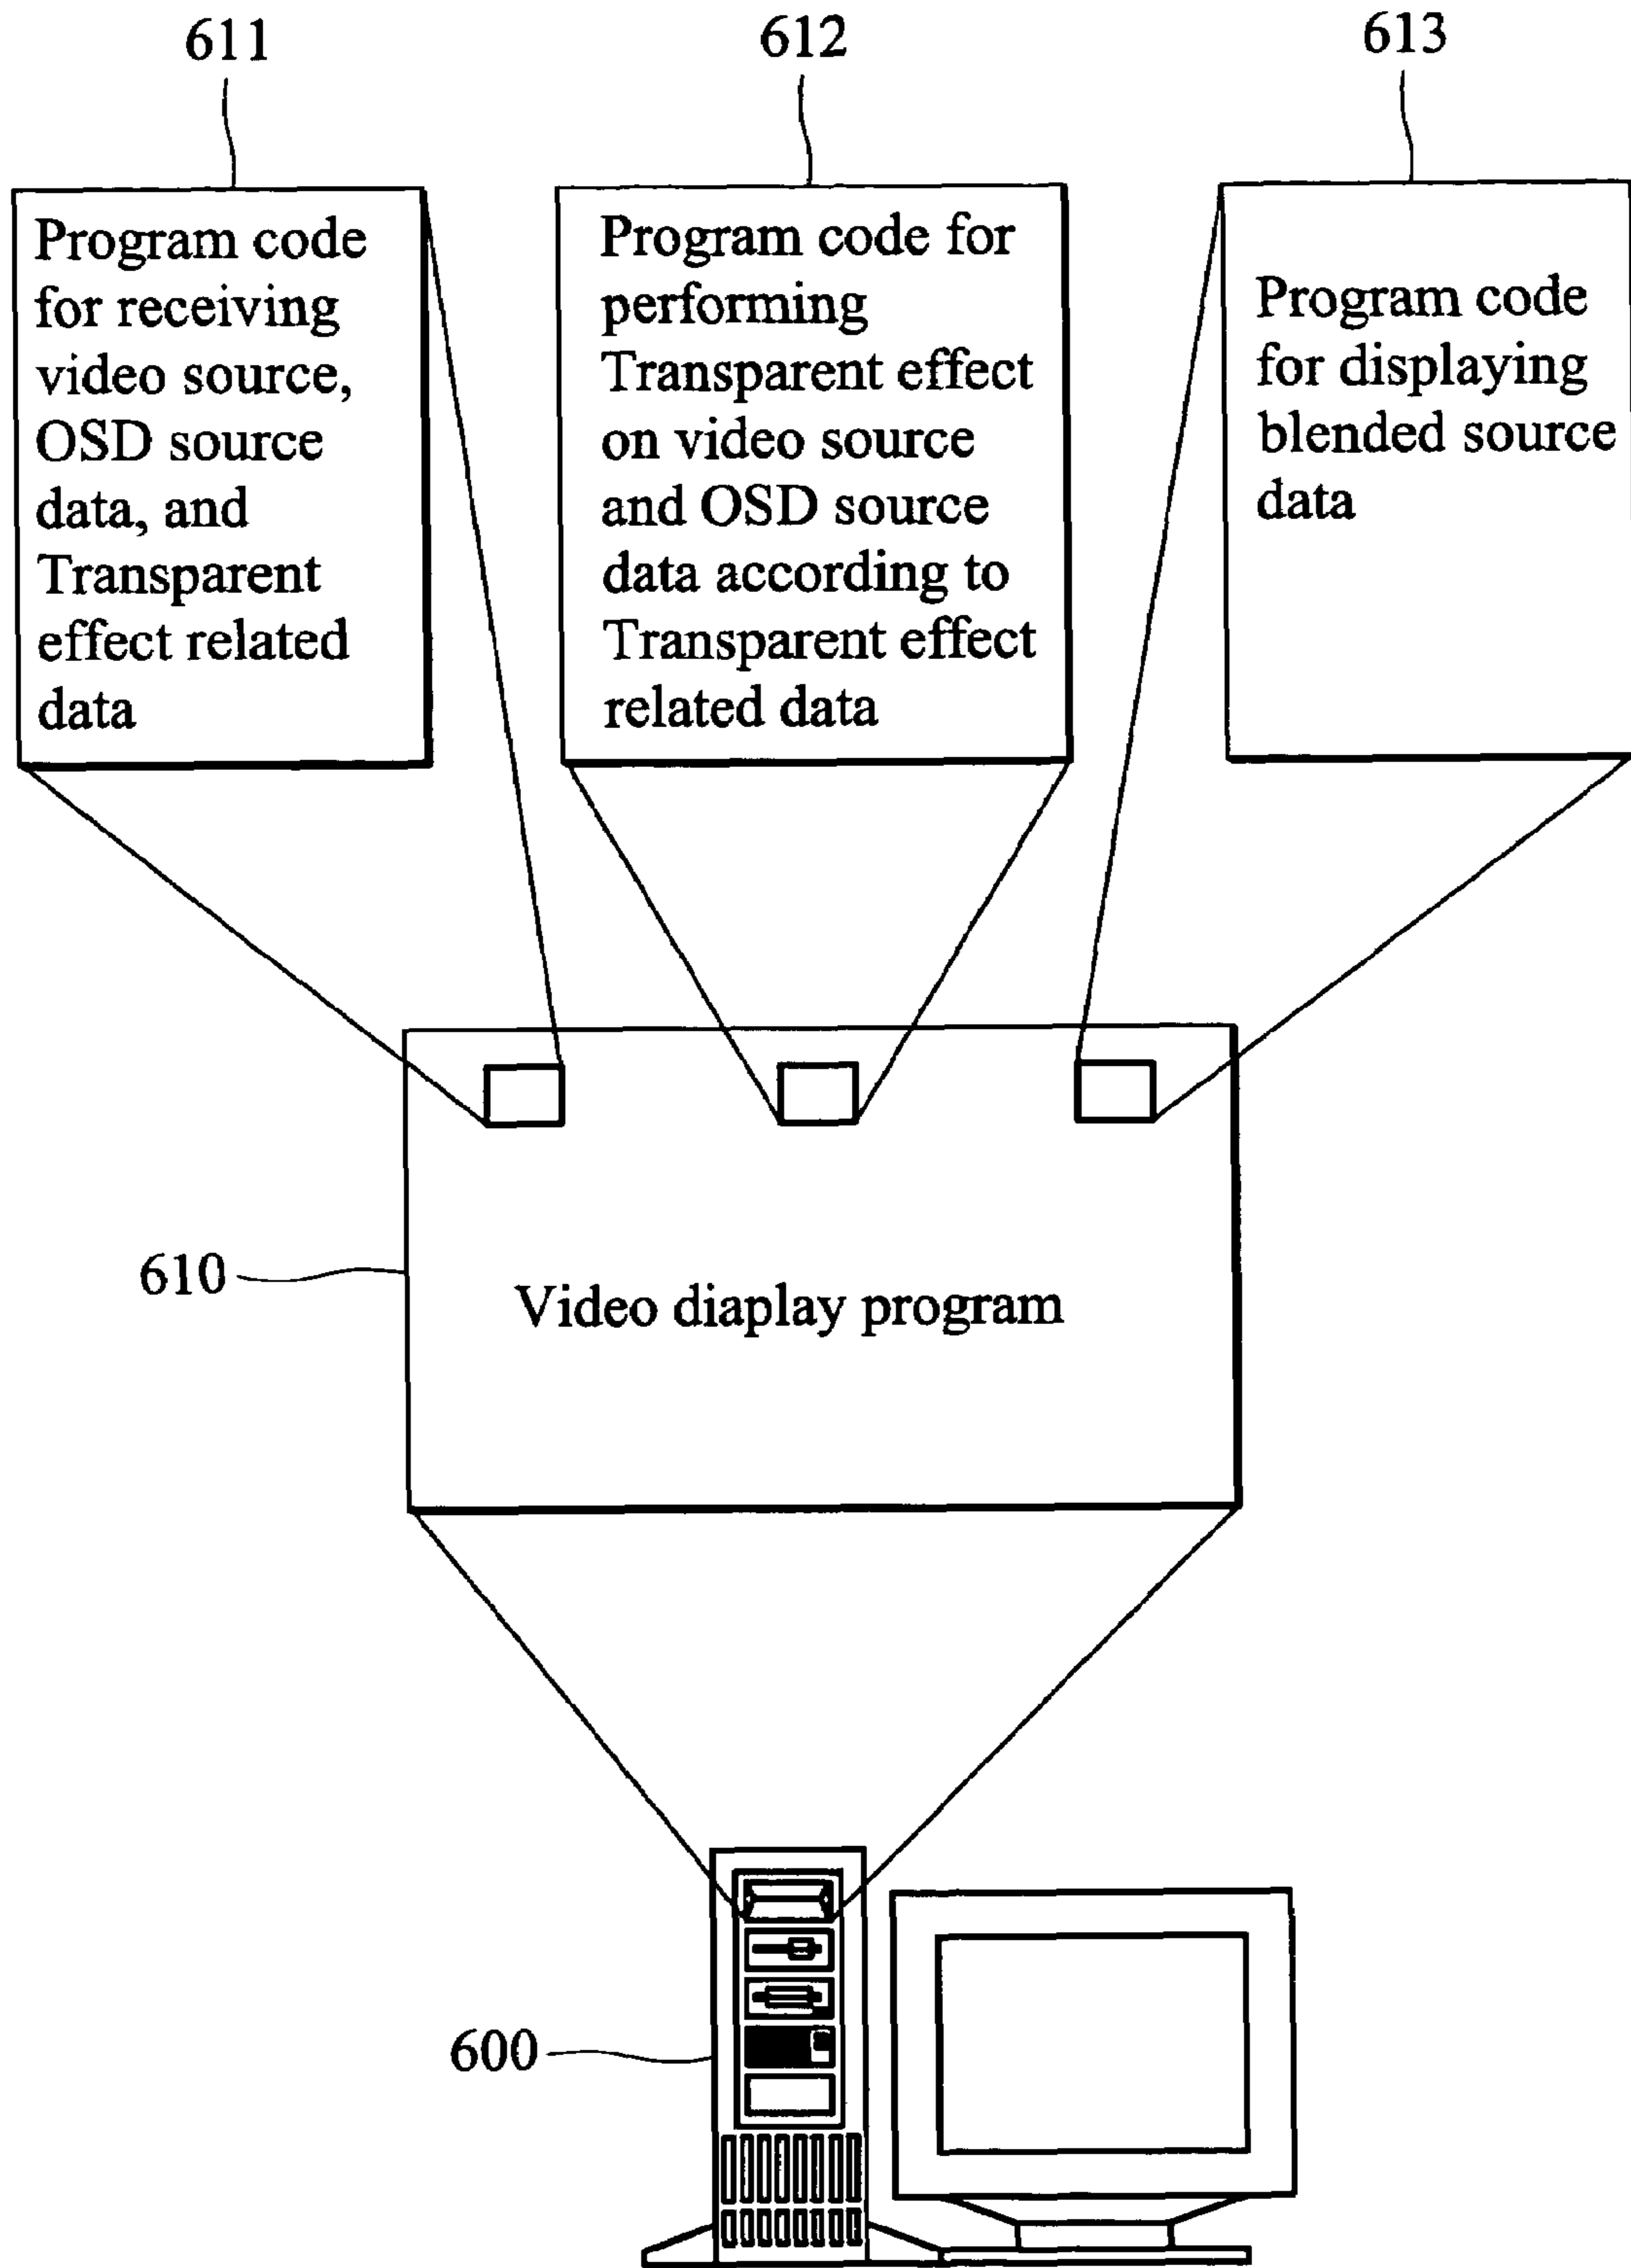 611
612
613
Program code
for receiving
video source,
OSD source
data, and
Transparent
effect related
data
Program code for
performing
Transparent effect
on video source
and OSD source
data according to
Transparent effect
related data
Program code
for displaying
blended source
data
610
Video diaplay program
600